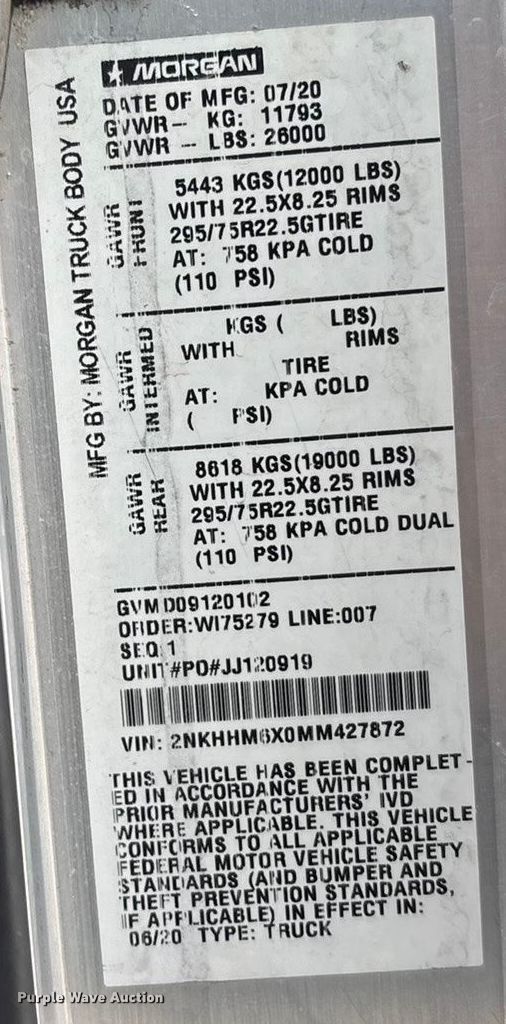 MORGAN
MFG BY: MORGAN TRUCK BODY USA
DATE OF MFG: 07/20
GVWR- KG: 11793
GVWR - LBS: 26000
GAWR
FRONT
5443 KGS(12000 LBS)
WITH 22.5X8.25 RIMS
295/75R22.5GTIRE
AT: 758 KPA COLD
(110 PSI)
GAWR
INTERMED
KGS ( LBS)
WITH RIMS
TIRE
AT: KPA COLD
( PSI)
GAWR
REAR
8618 KGS(19000 LBS)
WITH 22.5X8.25 RIMS
295/75R22.5GTIRE
AT: 758 KPA COLD DUAL
(110 PSI)
GVMD09120102
ORDER:WI75279 LINE:007
SEQ:1
UNIT#PO#JJ120919
VIN: 2NKHHM6X0MM427872
THIS VEHICLE HAS BEEN COMPLET-
ED IN ACCORDANCE WITH THE
PRIOR MANUFACTURERS' IVD
WHERE APPLICABLE. THIS VEHICLE
CONFORMS TO ALL APPLICABLE
FEDERAL MOTOR VEHICLE SAFETY
STANDARDS (AND BUMPER AND
THEFT PREVENTION STANDARDS,
IF APPLICABLE) IN EFFECT IN:
06/20 TYPE: TRUCK
Purple Wave Auction